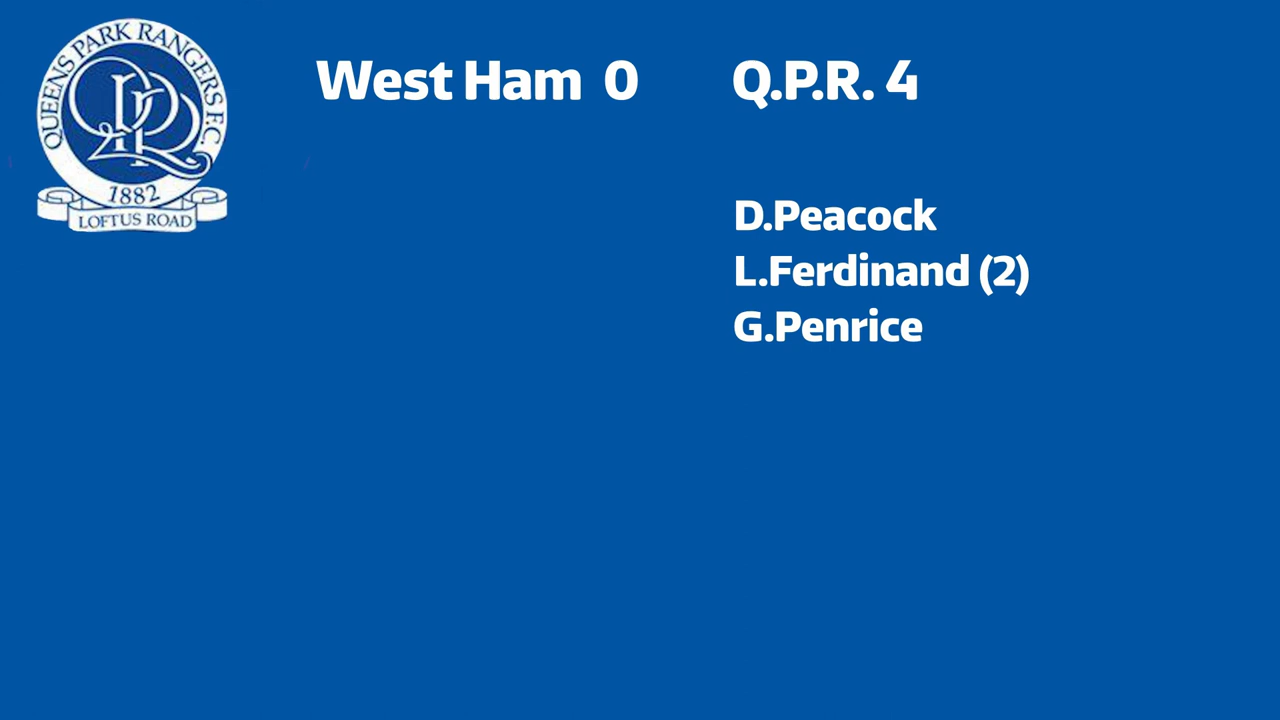 QUEENS PARK RANGERS F.C.
1882
LOFTUS ROAD
West Ham 0 Q.P.R. 4
D.Peacock
L.Ferdinand (2)
G.Penrice